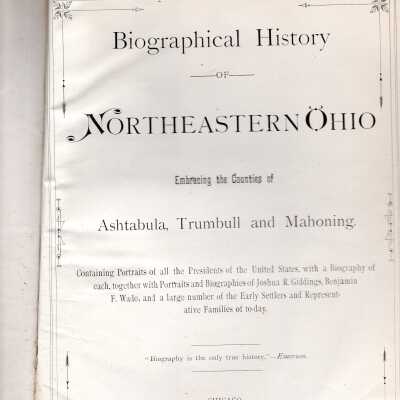 Biographical History
OF
NORTHEASTERN OHIO
Embracing the Counties of
Ashtabula, Trumbull and Mahoning.
Containing Portraits of all the Presidents of the United States, with a Biography of
each, together with Portraits and Biographies of Joshua R. Giddings, Benjamin
F. Wade, and a large number of the Early Settlers and Represent-
ative Families of to-day.
"Biography is the only true history."—Emerson.
CHICAGO